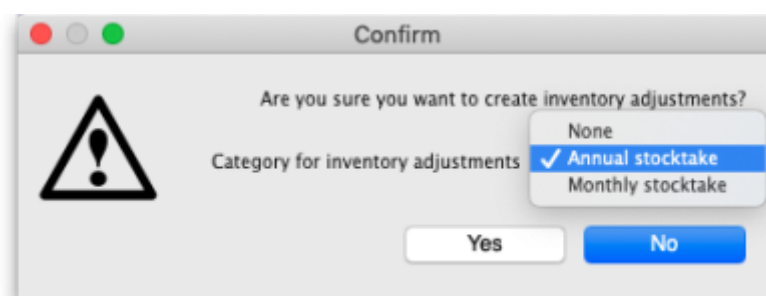 Confirm
Are you sure you want to create inventory adjustments?
Category for inventory adjustments
None
✓ Annual stocktake
Monthly stocktake
Yes
No